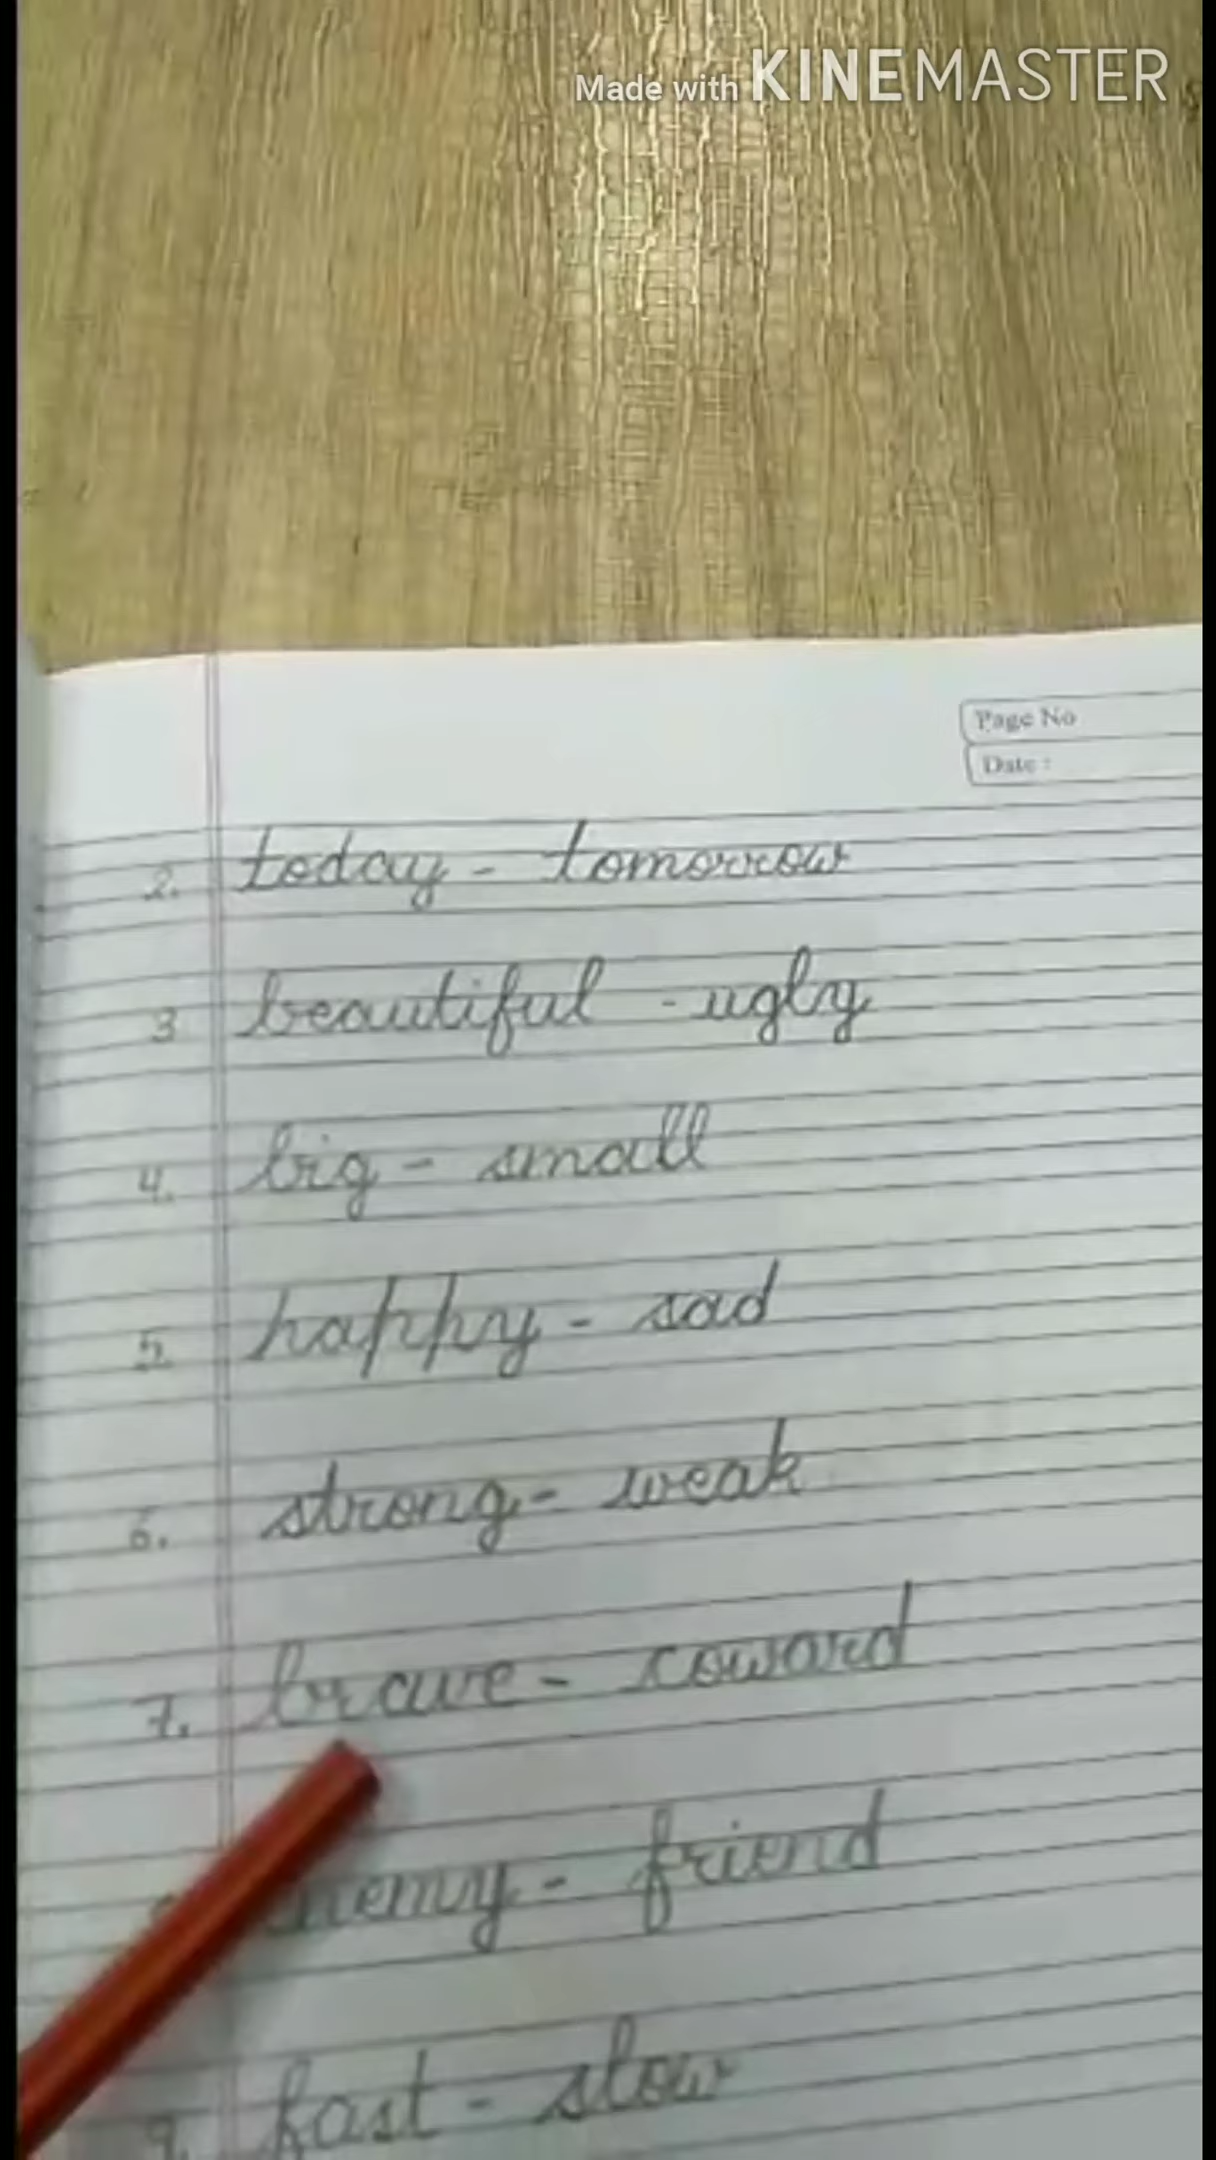 Made with KINEMASTER
Page No
Date :
2. today - tomorrow
3 beautiful - ugly
4. big - small
5. happy - sad
6. strong - weak
7. brave - coward
enemy - friend
9. fast - slow